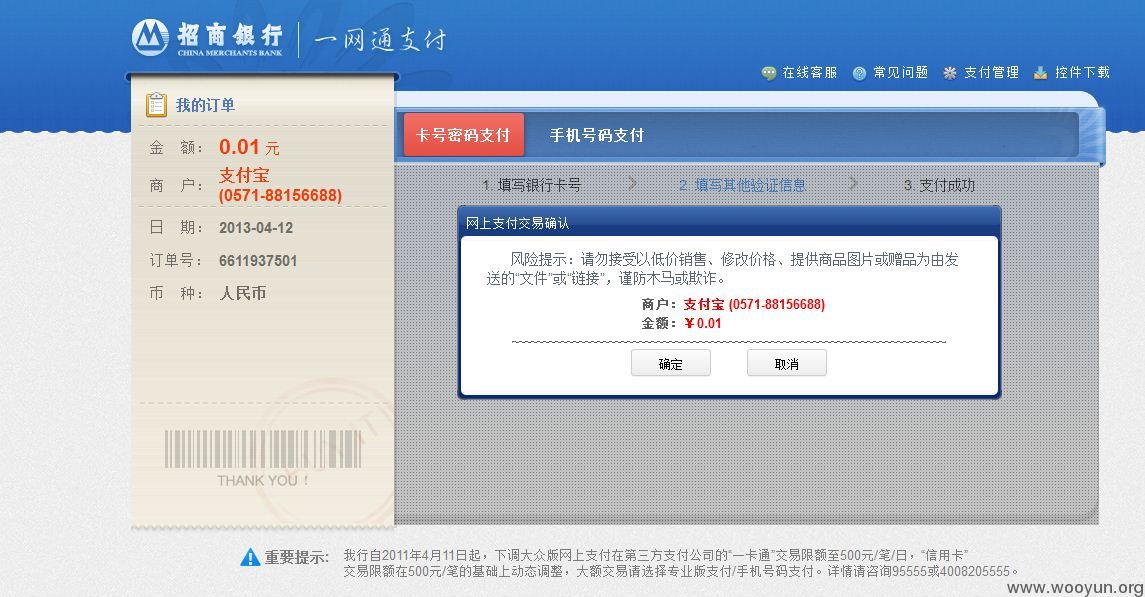 招商银行
CHINA MERCHANTS BANK
一网通支付
在线客服
常见问题
支付管理
控件下载
我的订单
金 额： 0.01 元
商 户： 支付宝
(0571-88156688)
日 期： 2013-04-12
订单号： 6611937501
币 种： 人民币
THANK YOU !
卡号密码支付
手机号码支付
1. 填写银行卡号
2. 填写其他验证信息
3. 支付成功
网上支付交易确认
风险提示：请勿接受以低价销售、修改价格、提供商品图片或赠品为由发
送的“文件”或“链接”，谨防木马或欺诈。
商户：支付宝 (0571-88156688)
金额：￥0.01
确定
取消
重要提示：
我行自2011年4月11日起，下调大众版网上支付在第三方支付公司的“一卡通”交易限额至500元/笔/日，“信用卡”
交易限额在500元/笔的基础上动态调整，大额交易请选择专业版支付/手机号码支付。详情请咨询95555或4008205555。
www.wooyun.org